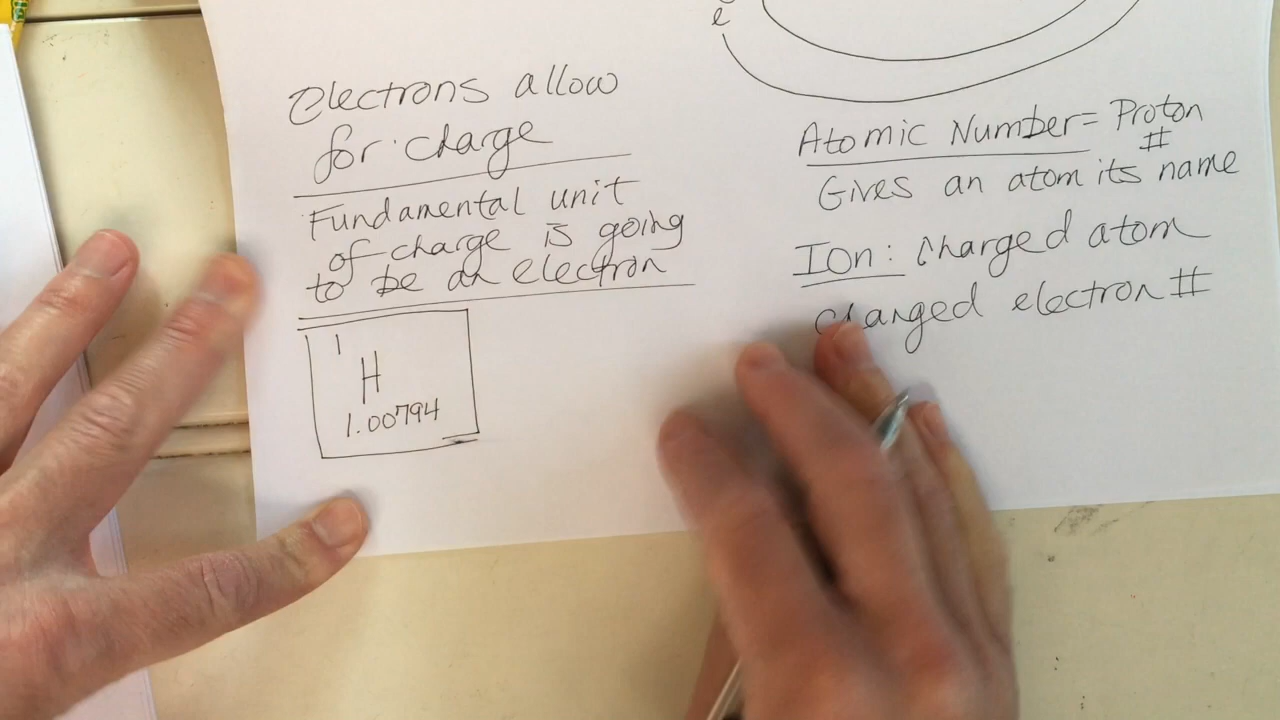 e
electrons allow
for charge
Fundamental unit
of charge is going
to be an electron
1
H
1.00794
Atomic Number = Proton
#
Gives an atom its name
Ion: Charged atom
changed electron #